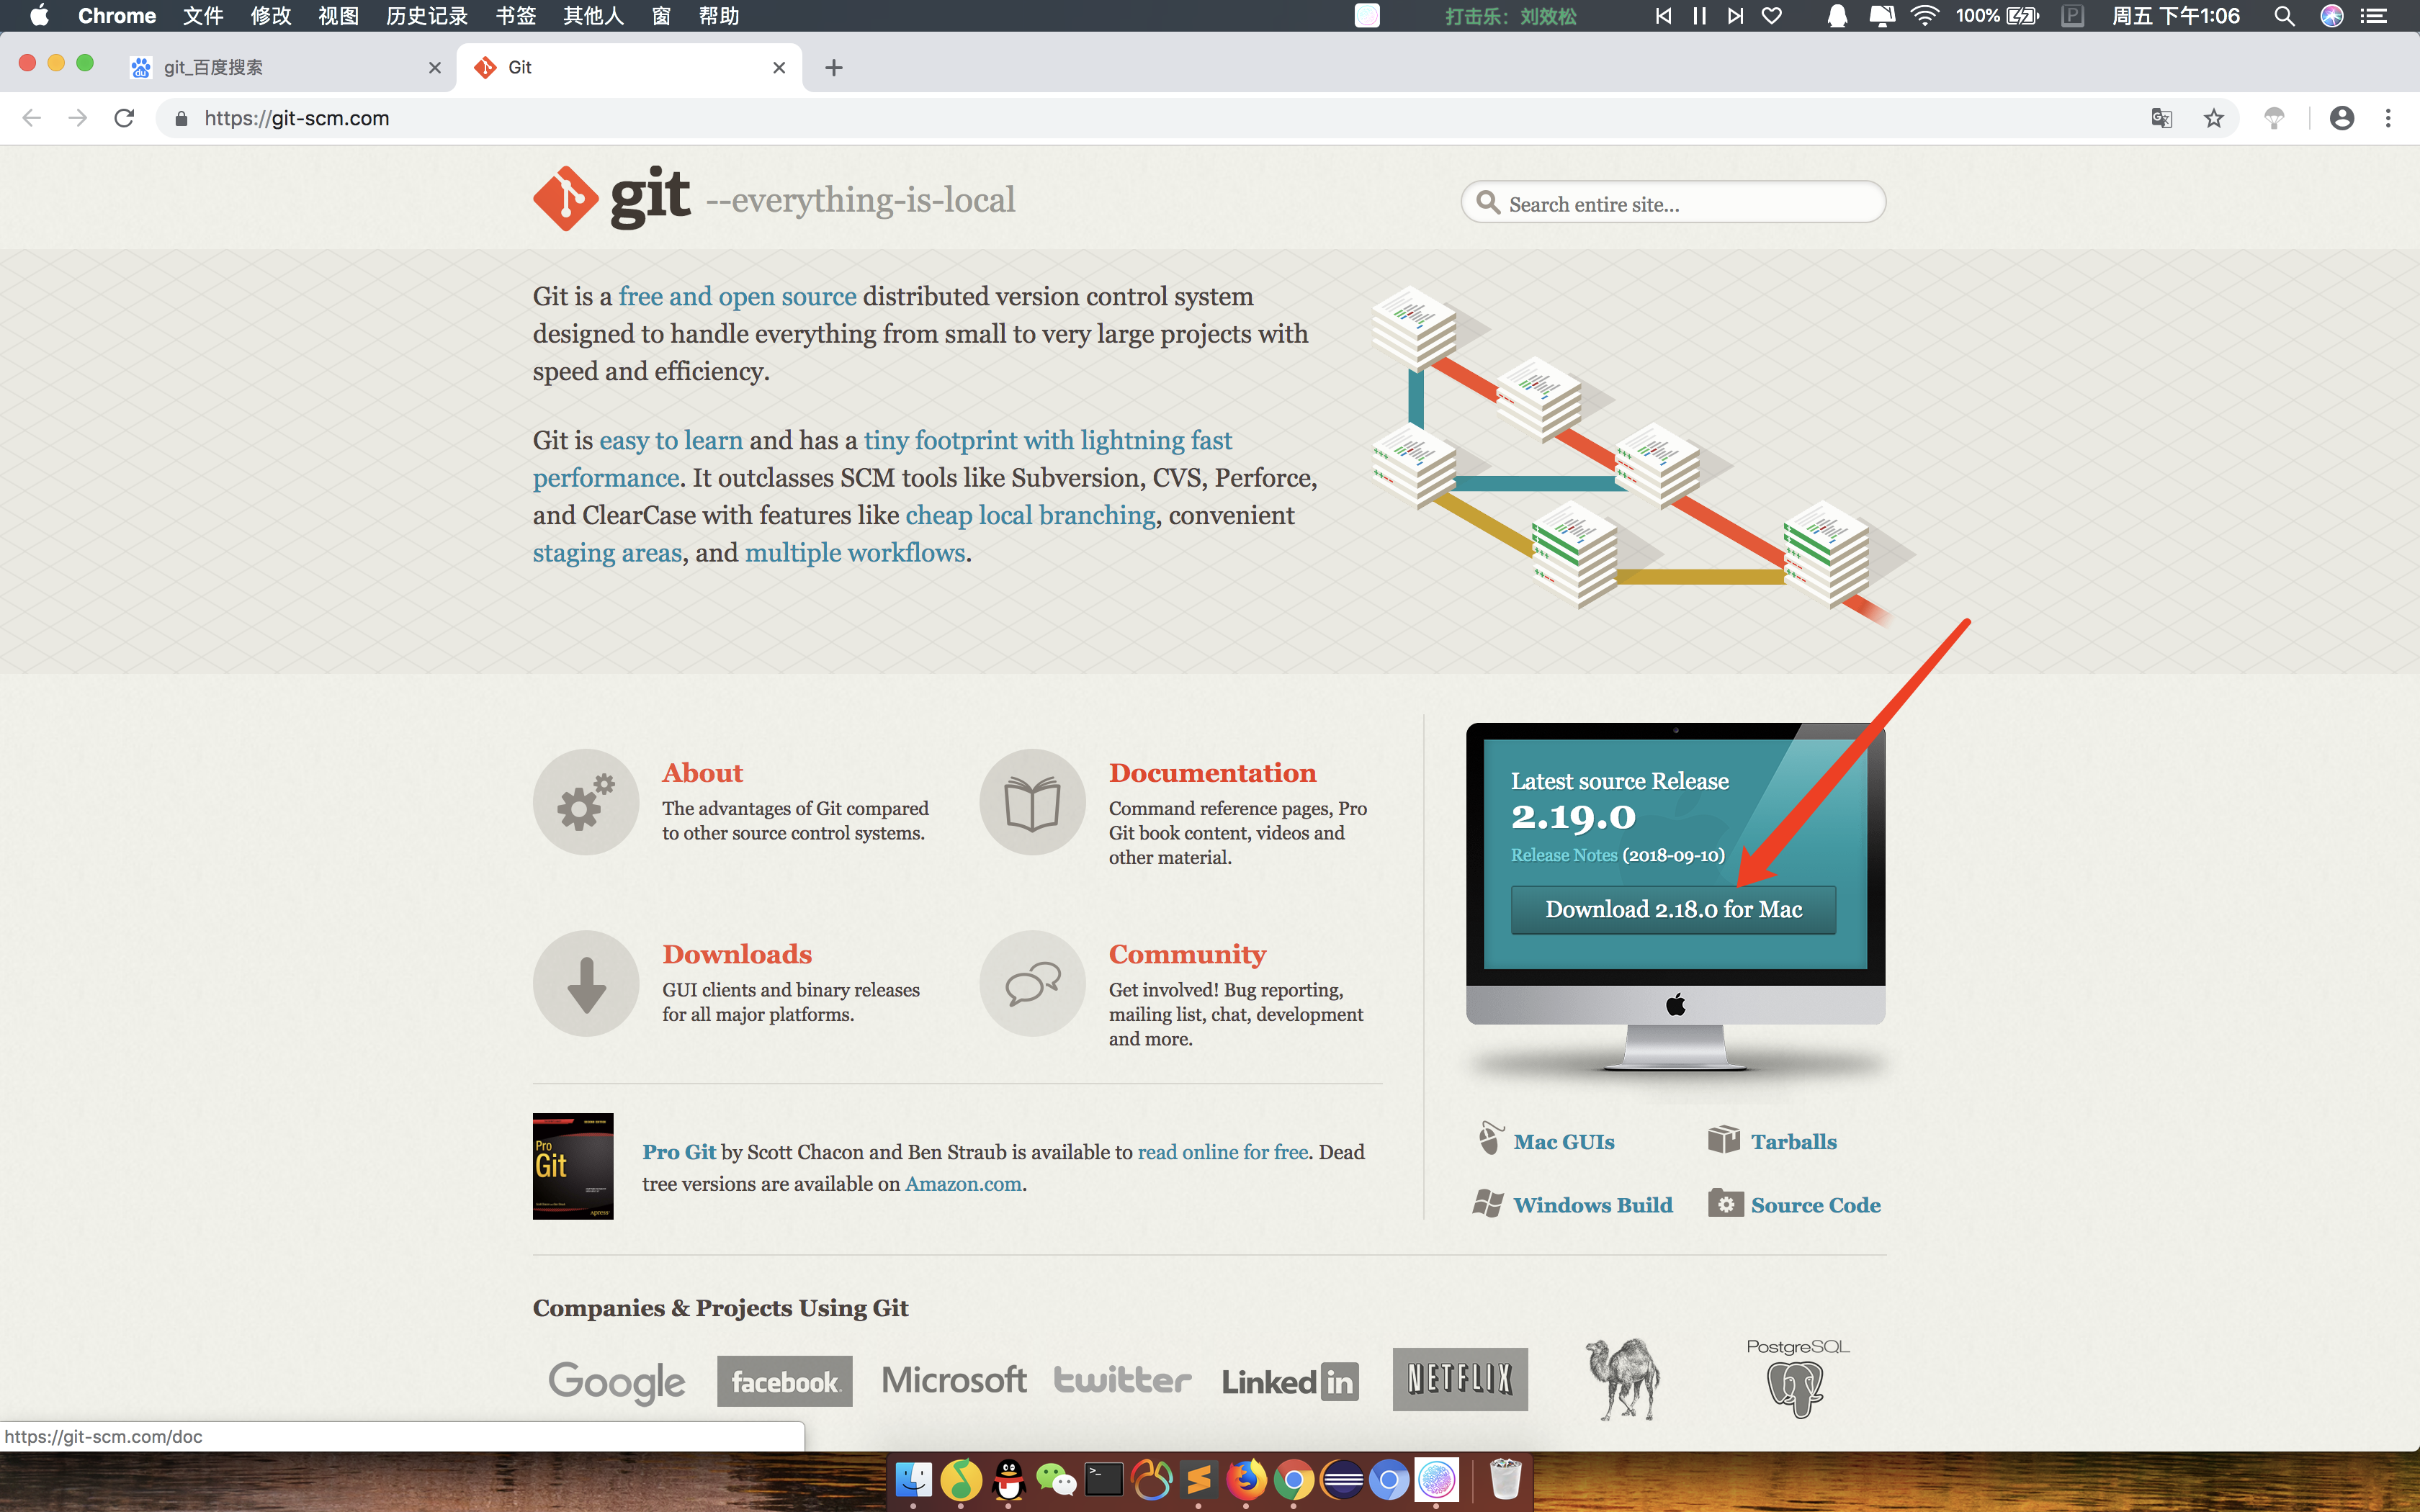 Chrome 文件 修改 视图 历史记录 书签 其他人 窗 帮助 打击乐：刘效松 100% 周五 下午1:06
git_百度搜索 Git
https://git-scm.com
git --everything-is-local
Search entire site...
Git is a free and open source distributed version control system
designed to handle everything from small to very large projects with
speed and efficiency.
Git is easy to learn and has a tiny footprint with lightning fast
performance. It outclasses SCM tools like Subversion, CVS, Perforce,
and ClearCase with features like cheap local branching, convenient
staging areas, and multiple workflows.
About
The advantages of Git compared
to other source control systems.
Documentation
Command reference pages, Pro
Git book content, videos and
other material.
Downloads
GUI clients and binary releases
for all major platforms.
Community
Get involved! Bug reporting,
mailing list, chat, development
and more.
Latest source Release
2.19.0
Release Notes (2018-09-10)
Download 2.18.0 for Mac
Pro
Git
Pro Git by Scott Chacon and Ben Straub is available to read online for free. Dead
tree versions are available on Amazon.com.
Mac GUIs
Tarballs
Windows Build
Source Code
Companies & Projects Using Git
Google facebook. Microsoft twitter Linked in NETFLIX PostgreSQL
https://git-scm.com/doc